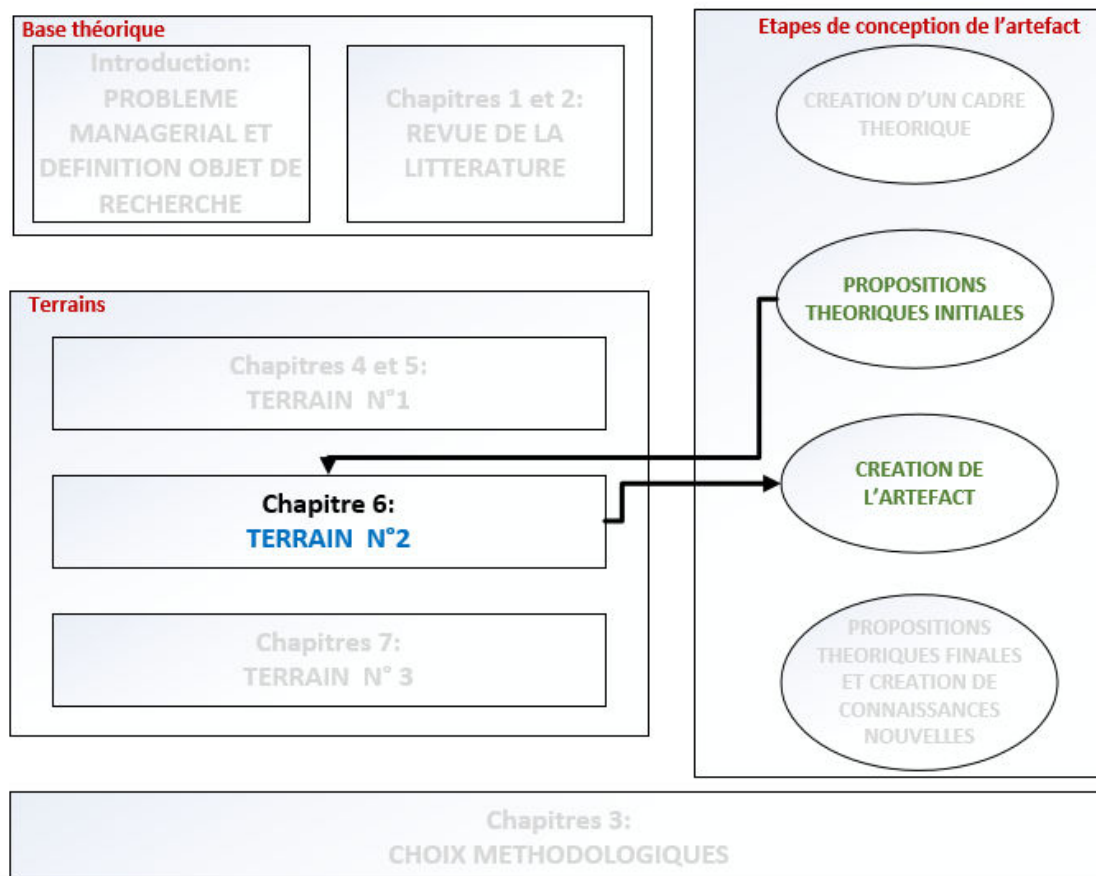 Base théorique
Introduction:
PROBLEME
MANAGERIAL ET
DEFINITION OBJET DE
RECHERCHE
Chapitres 1 et 2:
REVUE DE LA
LITTERATURE
Etapes de conception de l'artefact
CREATION D'UN CADRE
THEORIQUE
PROPOSITIONS
THEORIQUES INITIALES
CREATION DE
L'ARTEFACT
PROPOSITIONS
THEORIQUES FINALES
ET CREATION DE
CONNAISSANCES
NOUVELLES
Terrains
Chapitres 4 et 5:
TERRAIN N°1
Chapitre 6:
TERRAIN N°2
Chapitres 7:
TERRAIN N° 3
Chapitres 3:
CHOIX METHODOLOGIQUES